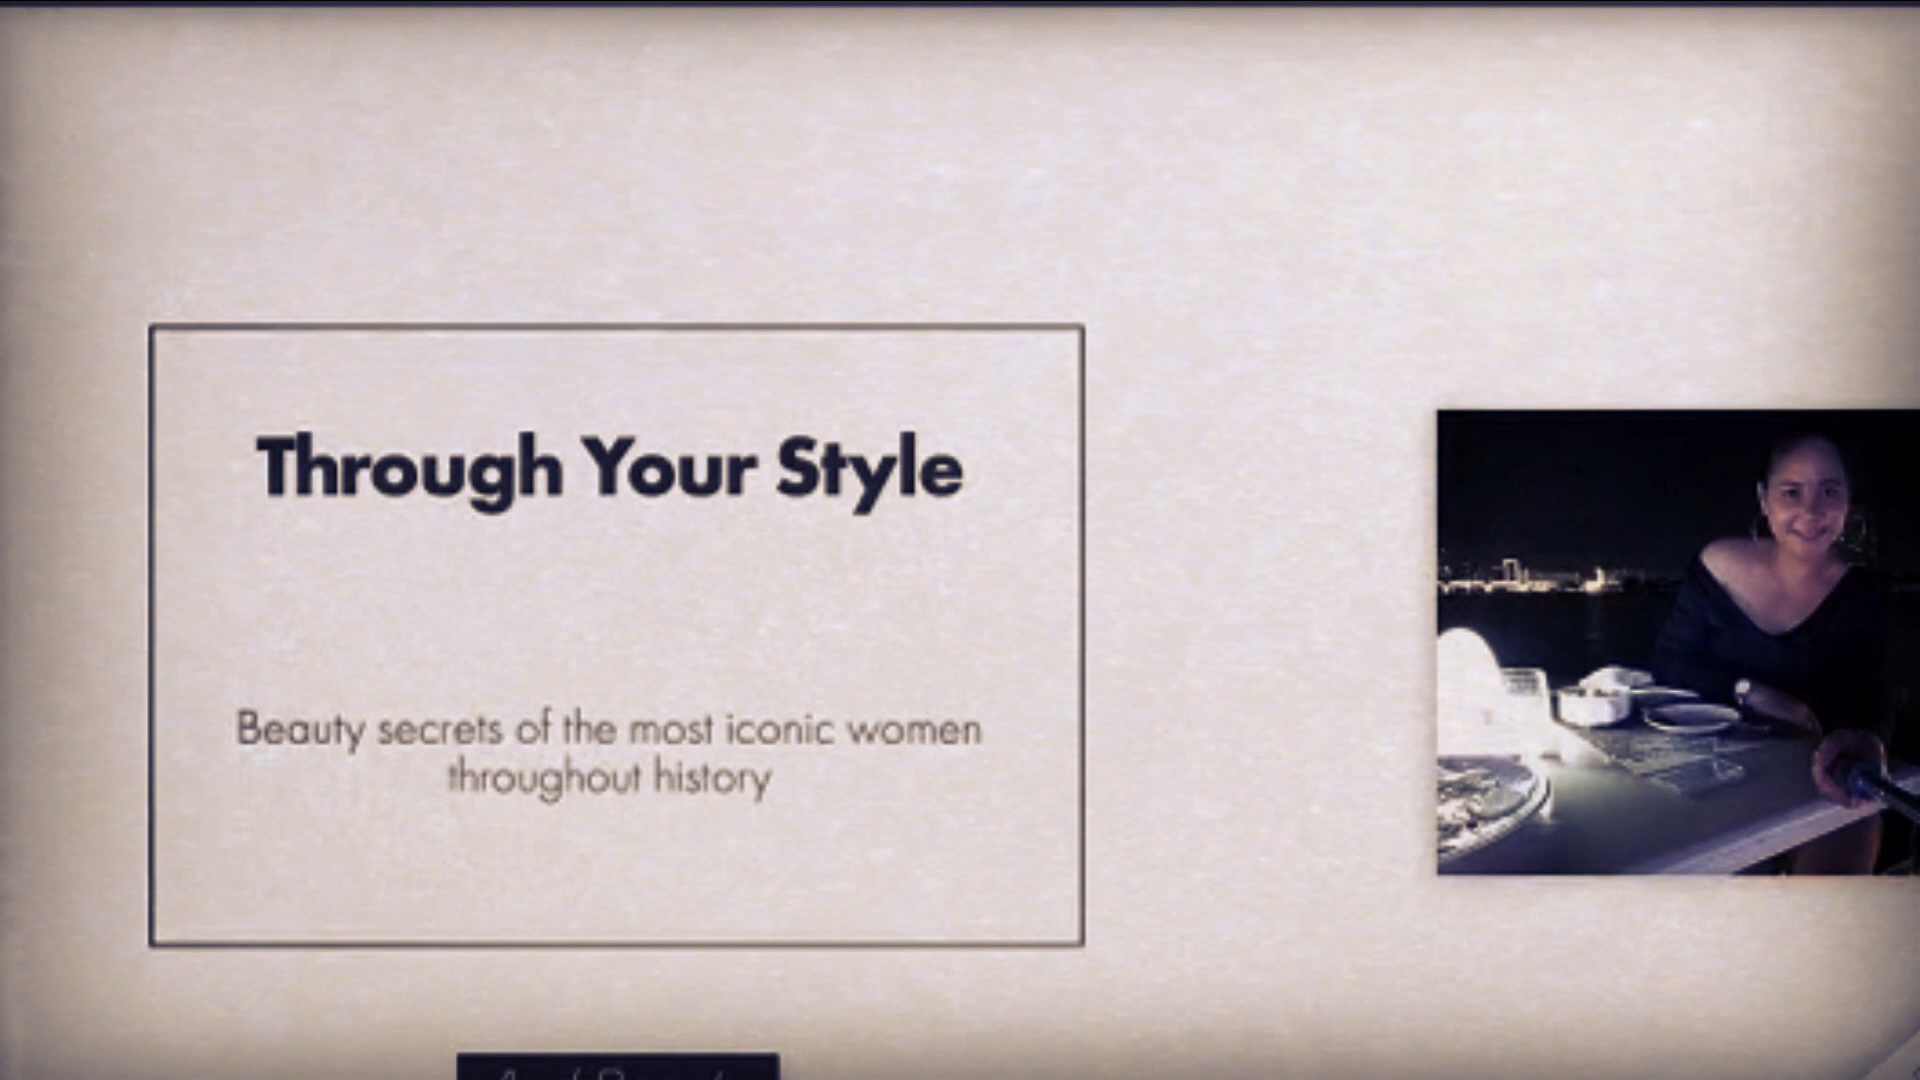 Through Your Style
Beauty secrets of the most iconic women
throughout history